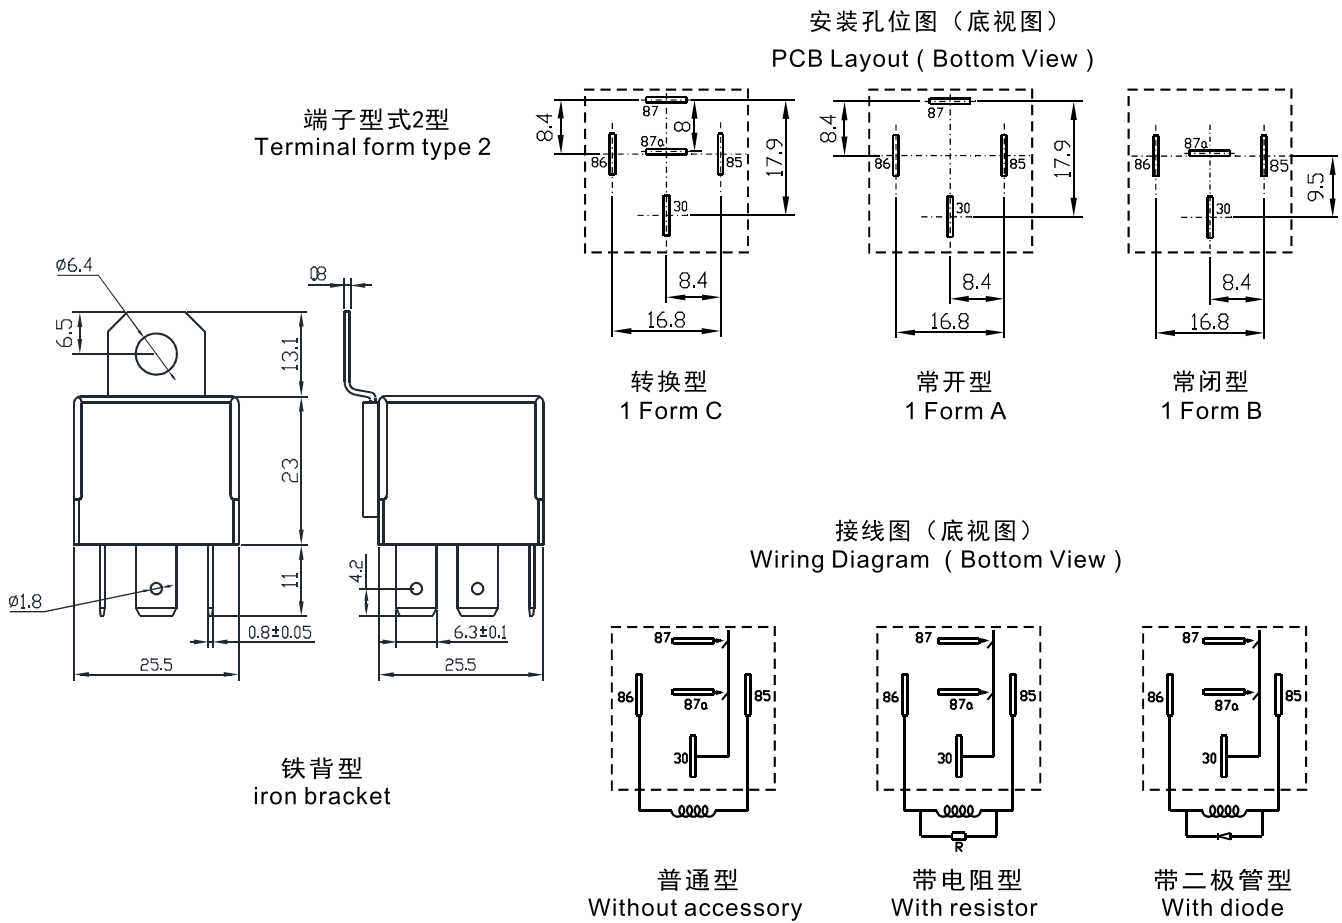 安装孔位图（底视图）
PCB Layout ( Bottom View )
端子型式2型
Terminal form type 2
8.4
87
8
87a
86
85
17.9
30
8.4
16.8
转换型
1 Form C
8.4
87
86
85
17.9
30
8.4
16.8
常开型
1 Form A
87a
86
85
9.5
30
8.4
16.8
常闭型
1 Form B
Ø6.4
6.5
13.1
23
11
Ø1.8
0.8±0.05
25.5
0.8
4.2
6.3±0.1
25.5
铁背型
iron bracket
接线图（底视图）
Wiring Diagram ( Bottom View )
87
86
85
87a
30
普通型
Without accessory
87
86
85
87a
30
R
带电阻型
With resistor
87
86
85
87a
30
带二极管型
With diode